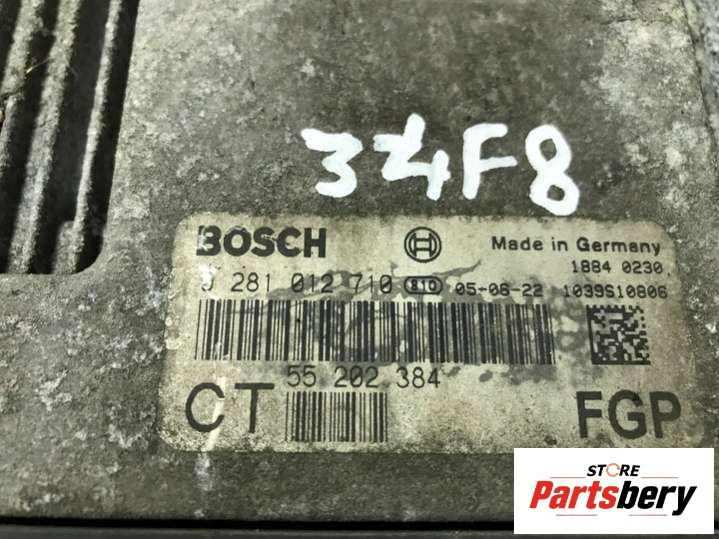 34F8
BOSCH
Made in Germany
1884 0230
0 281 012 710 810 05-06-22 1039S10806
55 202 384
CT
FGP
STORE
Partsbery